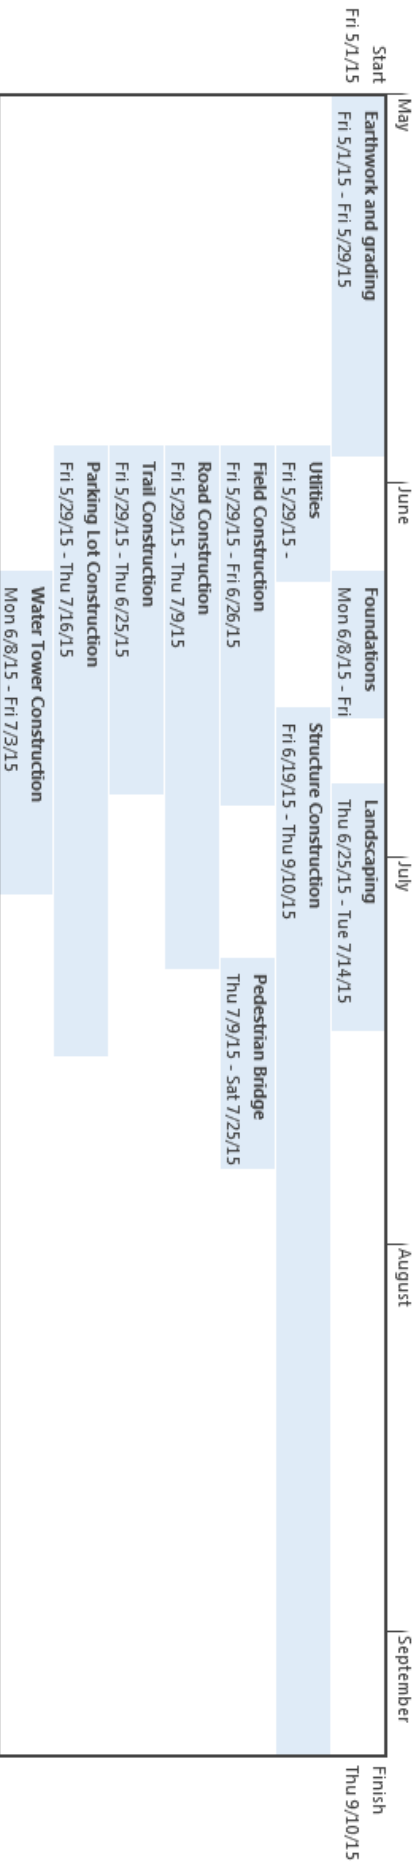 Start
Fri 5/1/15
May
June
July
August
September
Finish
Thu 9/10/15
Earthwork and grading
Fri 5/1/15 - Fri 5/29/15
Foundations
Mon 6/8/15 - Fri
Landscaping
Thu 6/25/15 - Tue 7/14/15
Utilities
Fri 5/29/15 -
Structure Construction
Fri 6/19/15 - Thu 9/10/15
Field Construction
Fri 5/29/15 - Fri 6/26/15
Pedestrian Bridge
Thu 7/9/15 - Sat 7/25/15
Road Construction
Fri 5/29/15 - Thu 7/9/15
Trail Construction
Fri 5/29/15 - Thu 6/25/15
Parking Lot Construction
Fri 5/29/15 - Thu 7/16/15
Water Tower Construction
Mon 6/8/15 - Fri 7/3/15